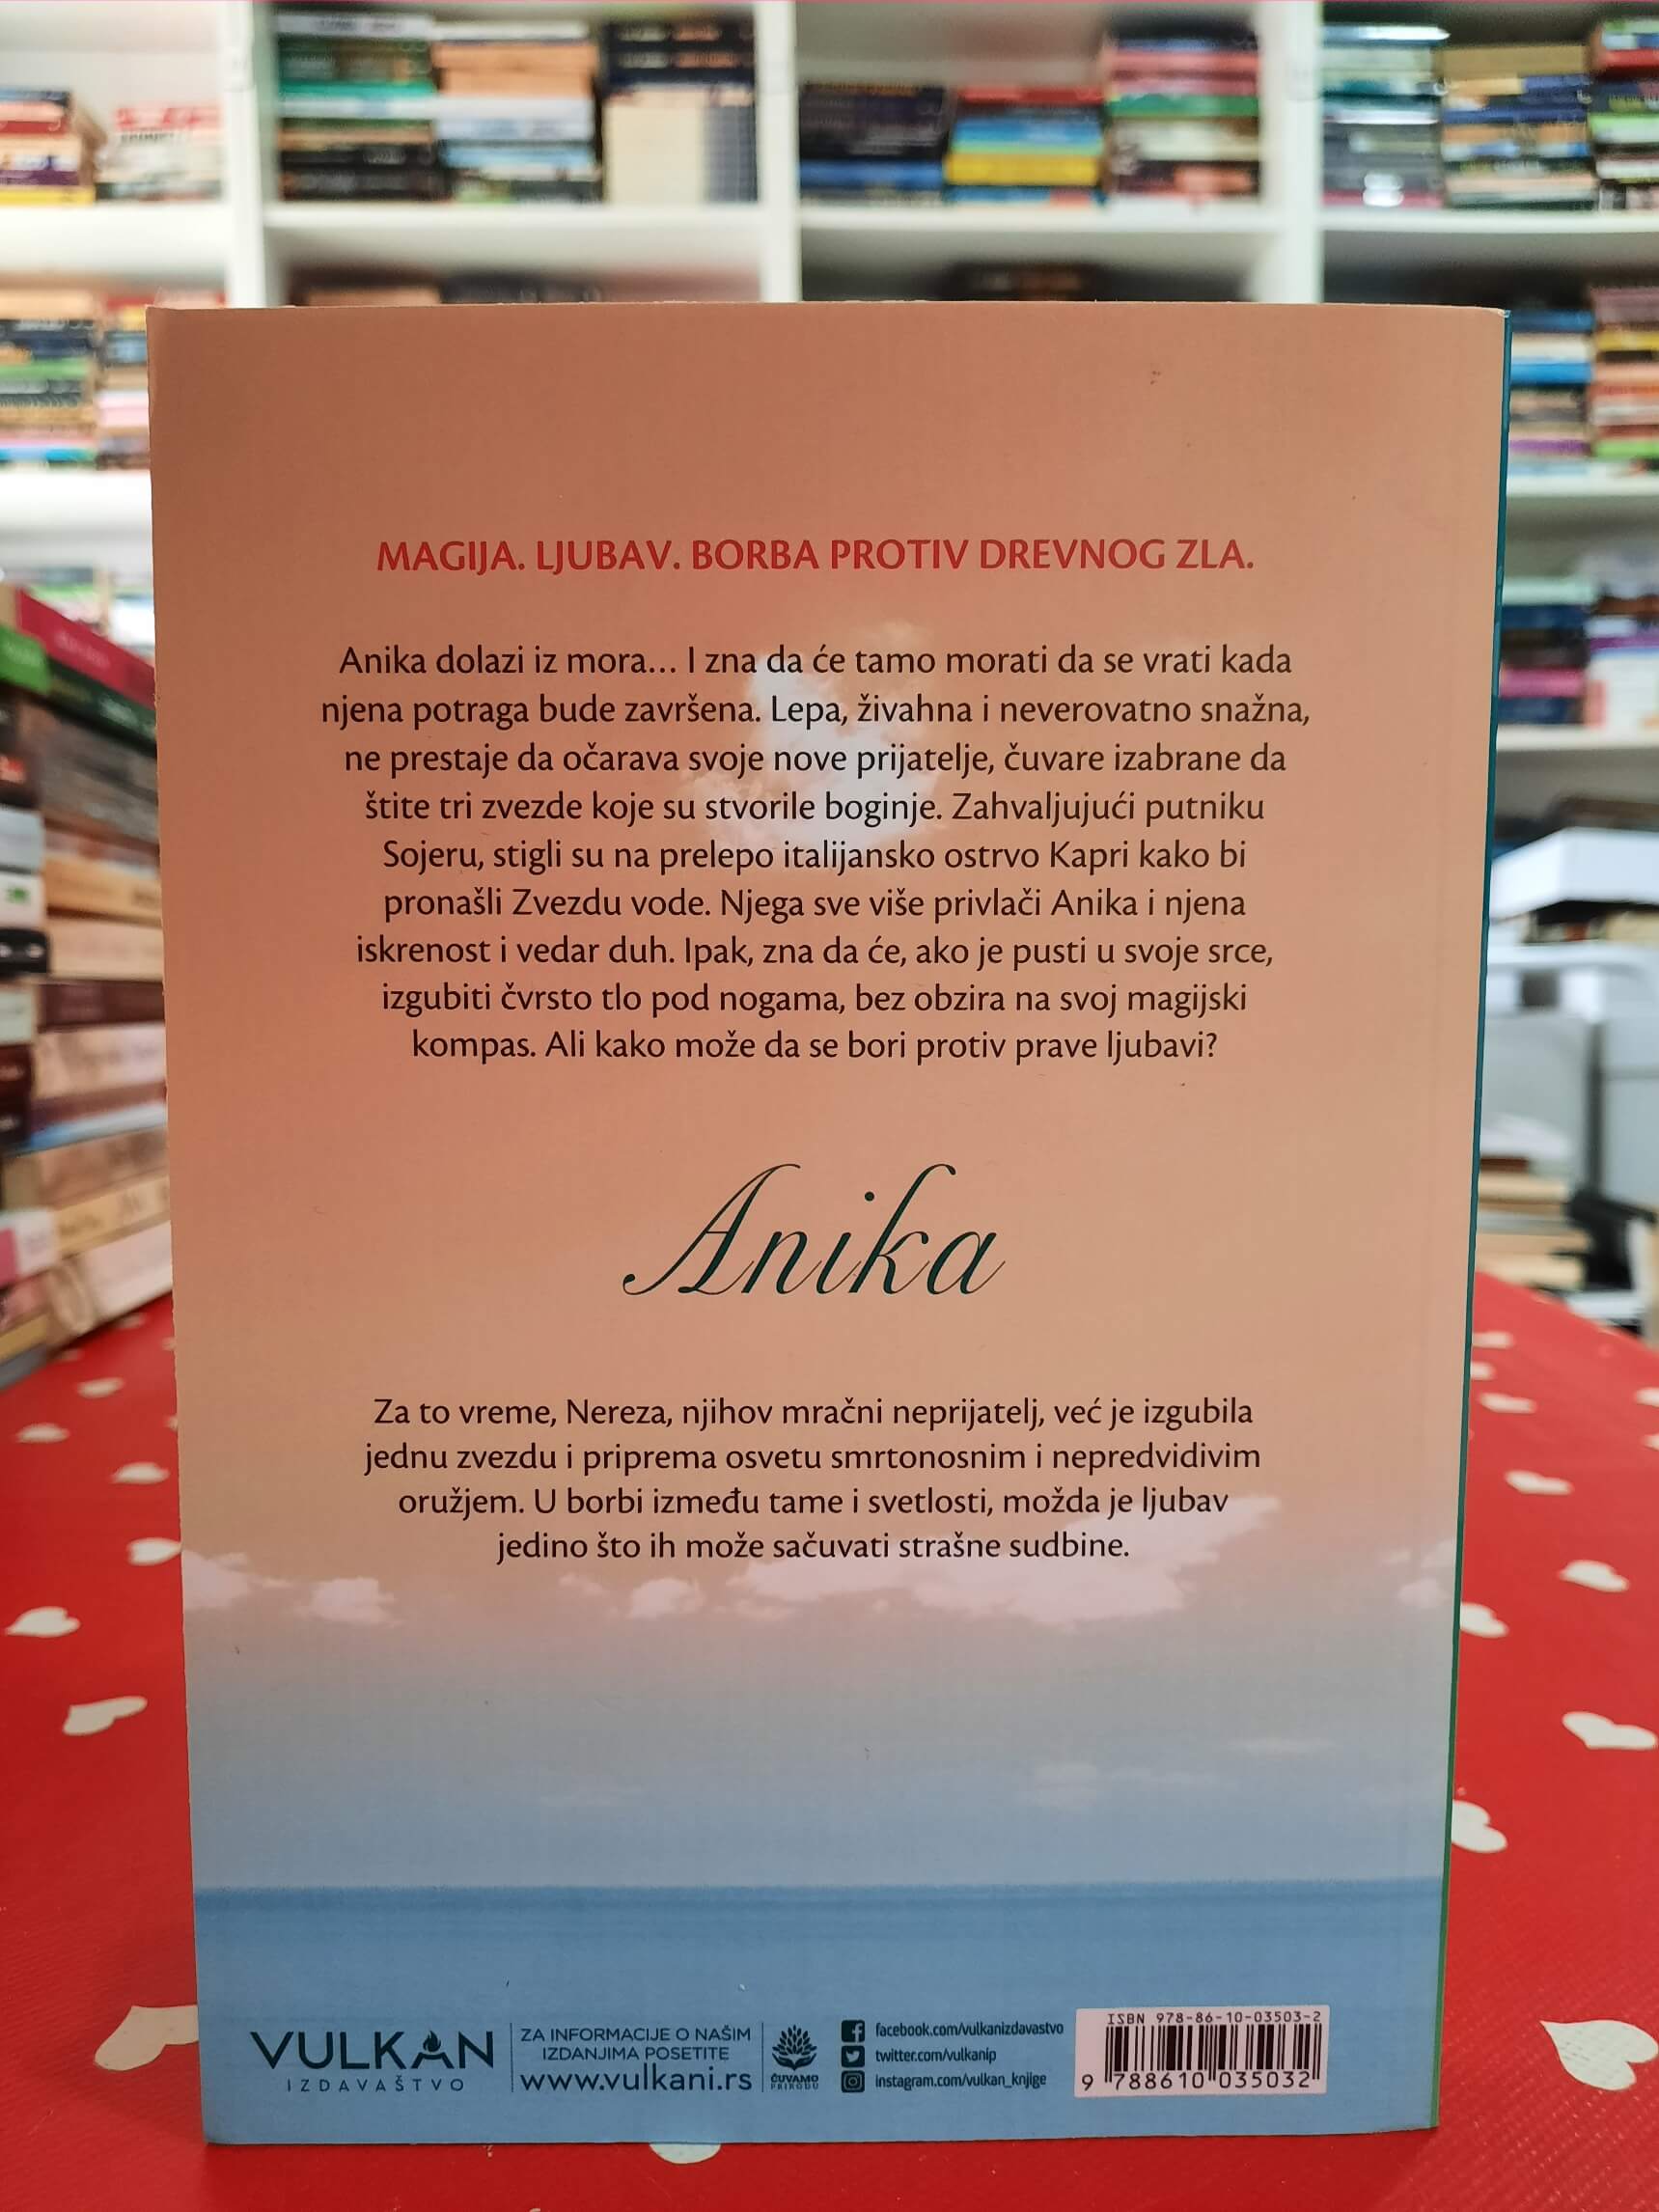 MAGIJA. LJUBAV. BORBA PROTIV DREVNOG ZLA.
Anika dolazi iz mora... I zna da će tamo morati da se vrati kada
njena potraga bude završena. Lepa, živahna i neverovatno snažna,
ne prestaje da očarava svoje nove prijatelje, čuvare izabrane da
štite tri zvezde koje su stvorile boginje. Zahvaljujući putniku
Sojeru, stigli su na prelepo italijansko ostrvo Kapri kako bi
pronašli Zvezdu vode. Njega sve više privlači Anika i njena
iskrenost i vedar duh. Ipak, zna da će, ako je pusti u svoje srce,
izgubiti čvrsto tlo pod nogama, bez obzira na svoj magijski
kompas. Ali kako može da se bori protiv prave ljubavi?
Anika
Za to vreme, Nereza, njihov mračni neprijatelj, već je izgubila
jednu zvezdu i priprema osvetu smrtonosnim i nepredvidivim
oružjem. U borbi između tame i svetlosti, možda je ljubav
jedino što ih može sačuvati strašne sudbine.
VULKAN
IZDAVAŠTVO
ZA INFORMACIJE O NAŠIM
IZDANJIMA POSETITE
www.vulkani.rs
ČUVAMO
PRIRODU
facebook.com/vulkanizdavastvo
twitter.com/vulkanip
instagram.com/vulkan_knjige
ISBN 978-86-10-03503-2
9 788610 035032